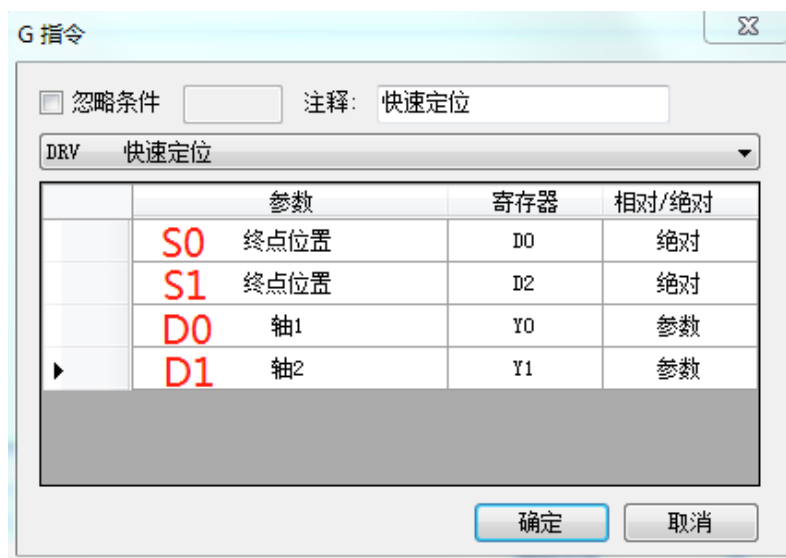 G 指令
忽略条件 注释: 快速定位
DRV 快速定位
参数 寄存器 相对/绝对
S0 终点位置 D0 绝对
S1 终点位置 D2 绝对
D0 轴1 Y0 参数
D1 轴2 Y1 参数
确定 取消